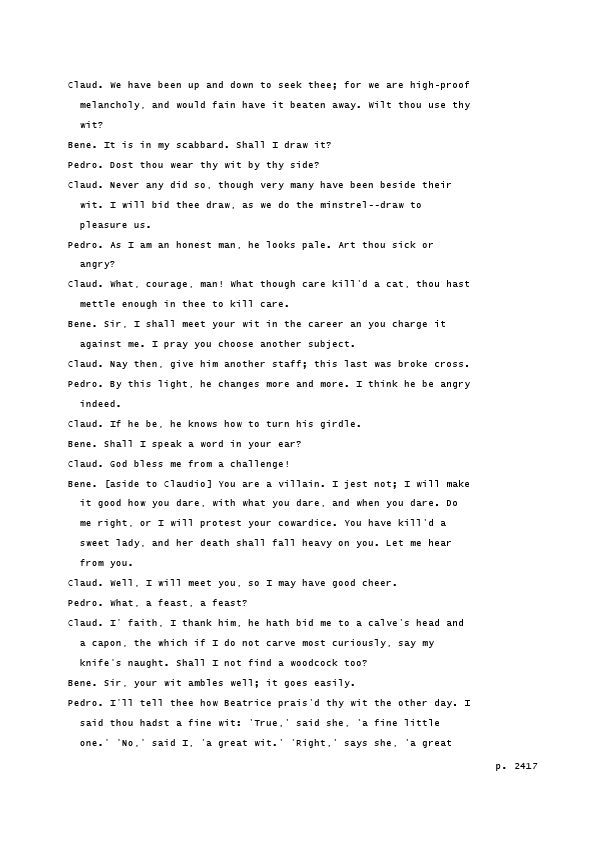 Claud. We have been up and down to seek thee; for we are high-proof
melancholy, and would fain have it beaten away. Wilt thou use thy
wit?
Bene. It is in my scabbard. Shall I draw it?
Pedro. Dost thou wear thy wit by thy side?
Claud. Never any did so, though very many have been beside their
wit. I will bid thee draw, as we do the minstrel--draw to
pleasure us.
Pedro. As I am an honest man, he looks pale. Art thou sick or
angry?
Claud. What, courage, man! What though care kill'd a cat, thou hast
mettle enough in thee to kill care.
Bene. Sir, I shall meet your wit in the career an you charge it
against me. I pray you choose another subject.
Claud. Nay then, give him another staff; this last was broke cross.
Pedro. By this light, he changes more and more. I think he be angry
indeed.
Claud. If he be, he knows how to turn his girdle.
Bene. Shall I speak a word in your ear?
Claud. God bless me from a challenge!
Bene. [aside to Claudio] You are a villain. I jest not; I will make
it good how you dare, with what you dare, and when you dare. Do
me right, or I will protest your cowardice. You have kill'd a
sweet lady, and her death shall fall heavy on you. Let me hear
from you.
Claud. Well, I will meet you, so I may have good cheer.
Pedro. What, a feast, a feast?
Claud. I' faith, I thank him, he hath bid me to a calve's head and
a capon, the which if I do not carve most curiously, say my
knife's naught. Shall I not find a woodcock too?
Bene. Sir, your wit ambles well; it goes easily.
Pedro. I'll tell thee how Beatrice prais'd thy wit the other day. I
said thou hadst a fine wit: 'True,' said she, 'a fine little
one.' 'No,' said I, 'a great wit.' 'Right,' says she, 'a great
p. 2417